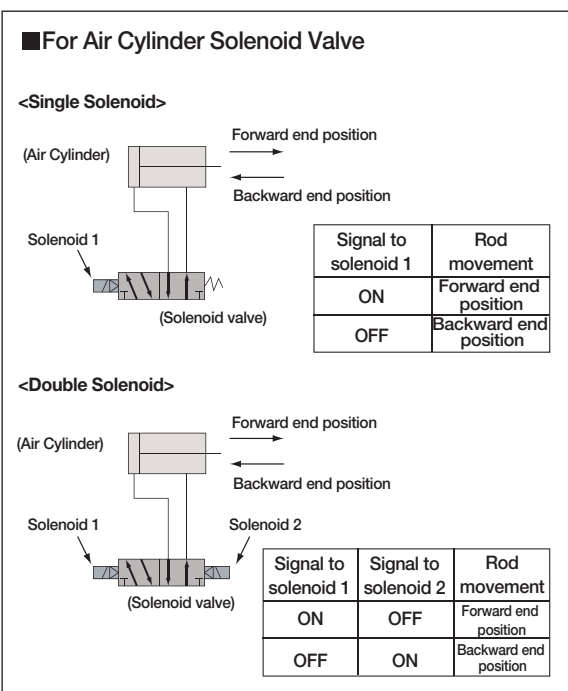 ■For Air Cylinder Solenoid Valve
<Single Solenoid>
Forward end position
(Air Cylinder)
Backward end position
Solenoid 1
(Solenoid valve)
Signal to solenoid 1 Rod movement
ON Forward end position
OFF Backward end position
<Double Solenoid>
Forward end position
(Air Cylinder)
Backward end position
Solenoid 1 Solenoid 2
(Solenoid valve)
Signal to solenoid 1 Signal to solenoid 2 Rod movement
ON OFF Forward end position
OFF ON Backward end position